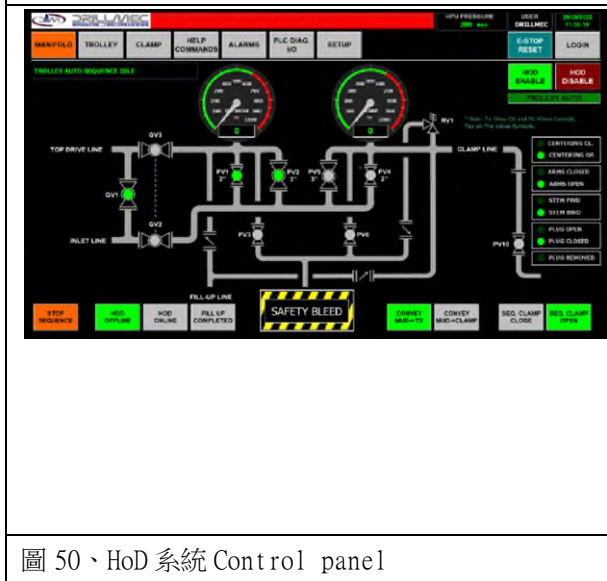 DRILLMEC
HPU PRESSURE
USER
DRILLMEC
MANIFOLD
TROLLEY
CLAMP
HELP
COMMANDS
ALARMS
PLC DIAG.
I/O
SETUP
E-STOP
RESET
LOGIN
TROLLEY AUTO SEQUENCE IDLE
HOD
ENABLE
HOD
DISABLE
TROLLEY AUTO
0
0
RV1
GV3
TOP DRIVE LINE
CLAMP LINE
CENTERING CL.
CENTERING OP.
ARMS CLOSED
ARMS OPEN
STEM FWD
STEM BWD
PLUG OPEN
PLUG CLOSED
PLUG REMOVED
GV1
PV1
2"
PV2
2"
PV5
3"
PV4
2"
GV2
PV3
PV6
PV10
INLET LINE
FILL-UP LINE
STOP
SEQUENCE
HOD
OFFLINE
HOD
ONLINE
FILL UP
COMPLETED
SAFETY BLEED
CONVEY
MUD->TD
CONVEY
MUD->CLAMP
SEQ. CLAMP
CLOSE
SEQ. CLAMP
OPEN
圖 50、HoD 系統 Control panel